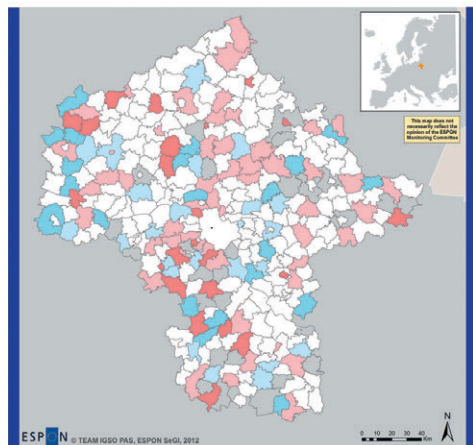 This map does not
necessarily reflect the
opinion of the ESPON
Monitoring Committee
ESPON © TEAM IGSO PAS, ESPON SeGI, 2012
0 10 20 30 40
Km
N